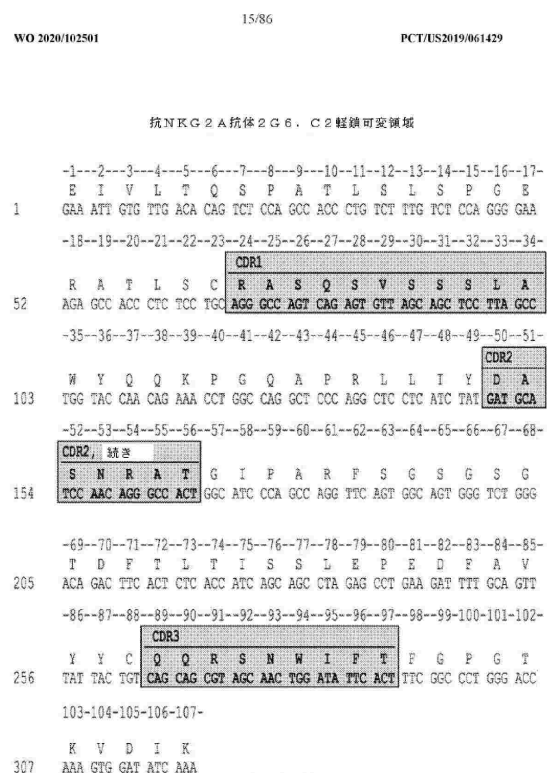 15/86
WO 2020/102501 PCT/US2019/061429
抗NKG2A抗体2G6．C2軽鎖可変領域
-1---2---3---4---5---6---7---8---9---10--11--12--13--14--15--16--17-
E I V L T Q S P A T L S L S P G E
1 GAA ATT GTG TTG ACA CAG TCT CCA GCC ACC CTG TCT TTG TCT CCA GGG GAA
-18--19--20--21--22--23--24--25--26--27--28--29--30--31--32--33--34-
CDR1
R A T L S C R A S Q S V S S S L A
52 AGA GCC ACC CTC TCC TGC AGG GCC AGT CAG AGT GTT AGC AGC TCC TTA GCC
-35--36--37--38--39--40--41--42--43--44--45--46--47--48--49--50--51-
CDR2
W Y Q Q K P G Q A P R L L I Y D A
103 TGG TAC CAA CAG AAA CCT GGC CAG GCT CCC AGG CTC CTC ATC TAT GAT GCA
-52--53--54--55--56--57--58--59--60--61--62--63--64--65--66--67--68-
CDR2, 続き
S N R A T G I P A R F S G S G S G
154 TCC AAC AGG GCC ACT GGC ATC CCA GCC AGG TTC AGT GGC AGT GGG TCT GGG
-69--70--71--72--73--74--75--76--77--78--79--80--81--82--83--84--85-
T D F T L T I S S L E P E D F A V
205 ACA GAC TTC ACT CTC ACC ATC AGC AGC CTA GAG CCT GAA GAT TTT GCA GTT
-86--87--88--89--90--91--92--93--94--95--96--97--98--99-100-101-102-
CDR3
Y Y C Q Q R S N W I F T F G P G T
256 TAT TAC TGT CAG CAG CGT AGC AAC TGG ATA TTC ACT TTC GGC CCT GGG ACC
103-104-105-106-107-
K V D I K
307 AAA GTG GAT ATC AAA